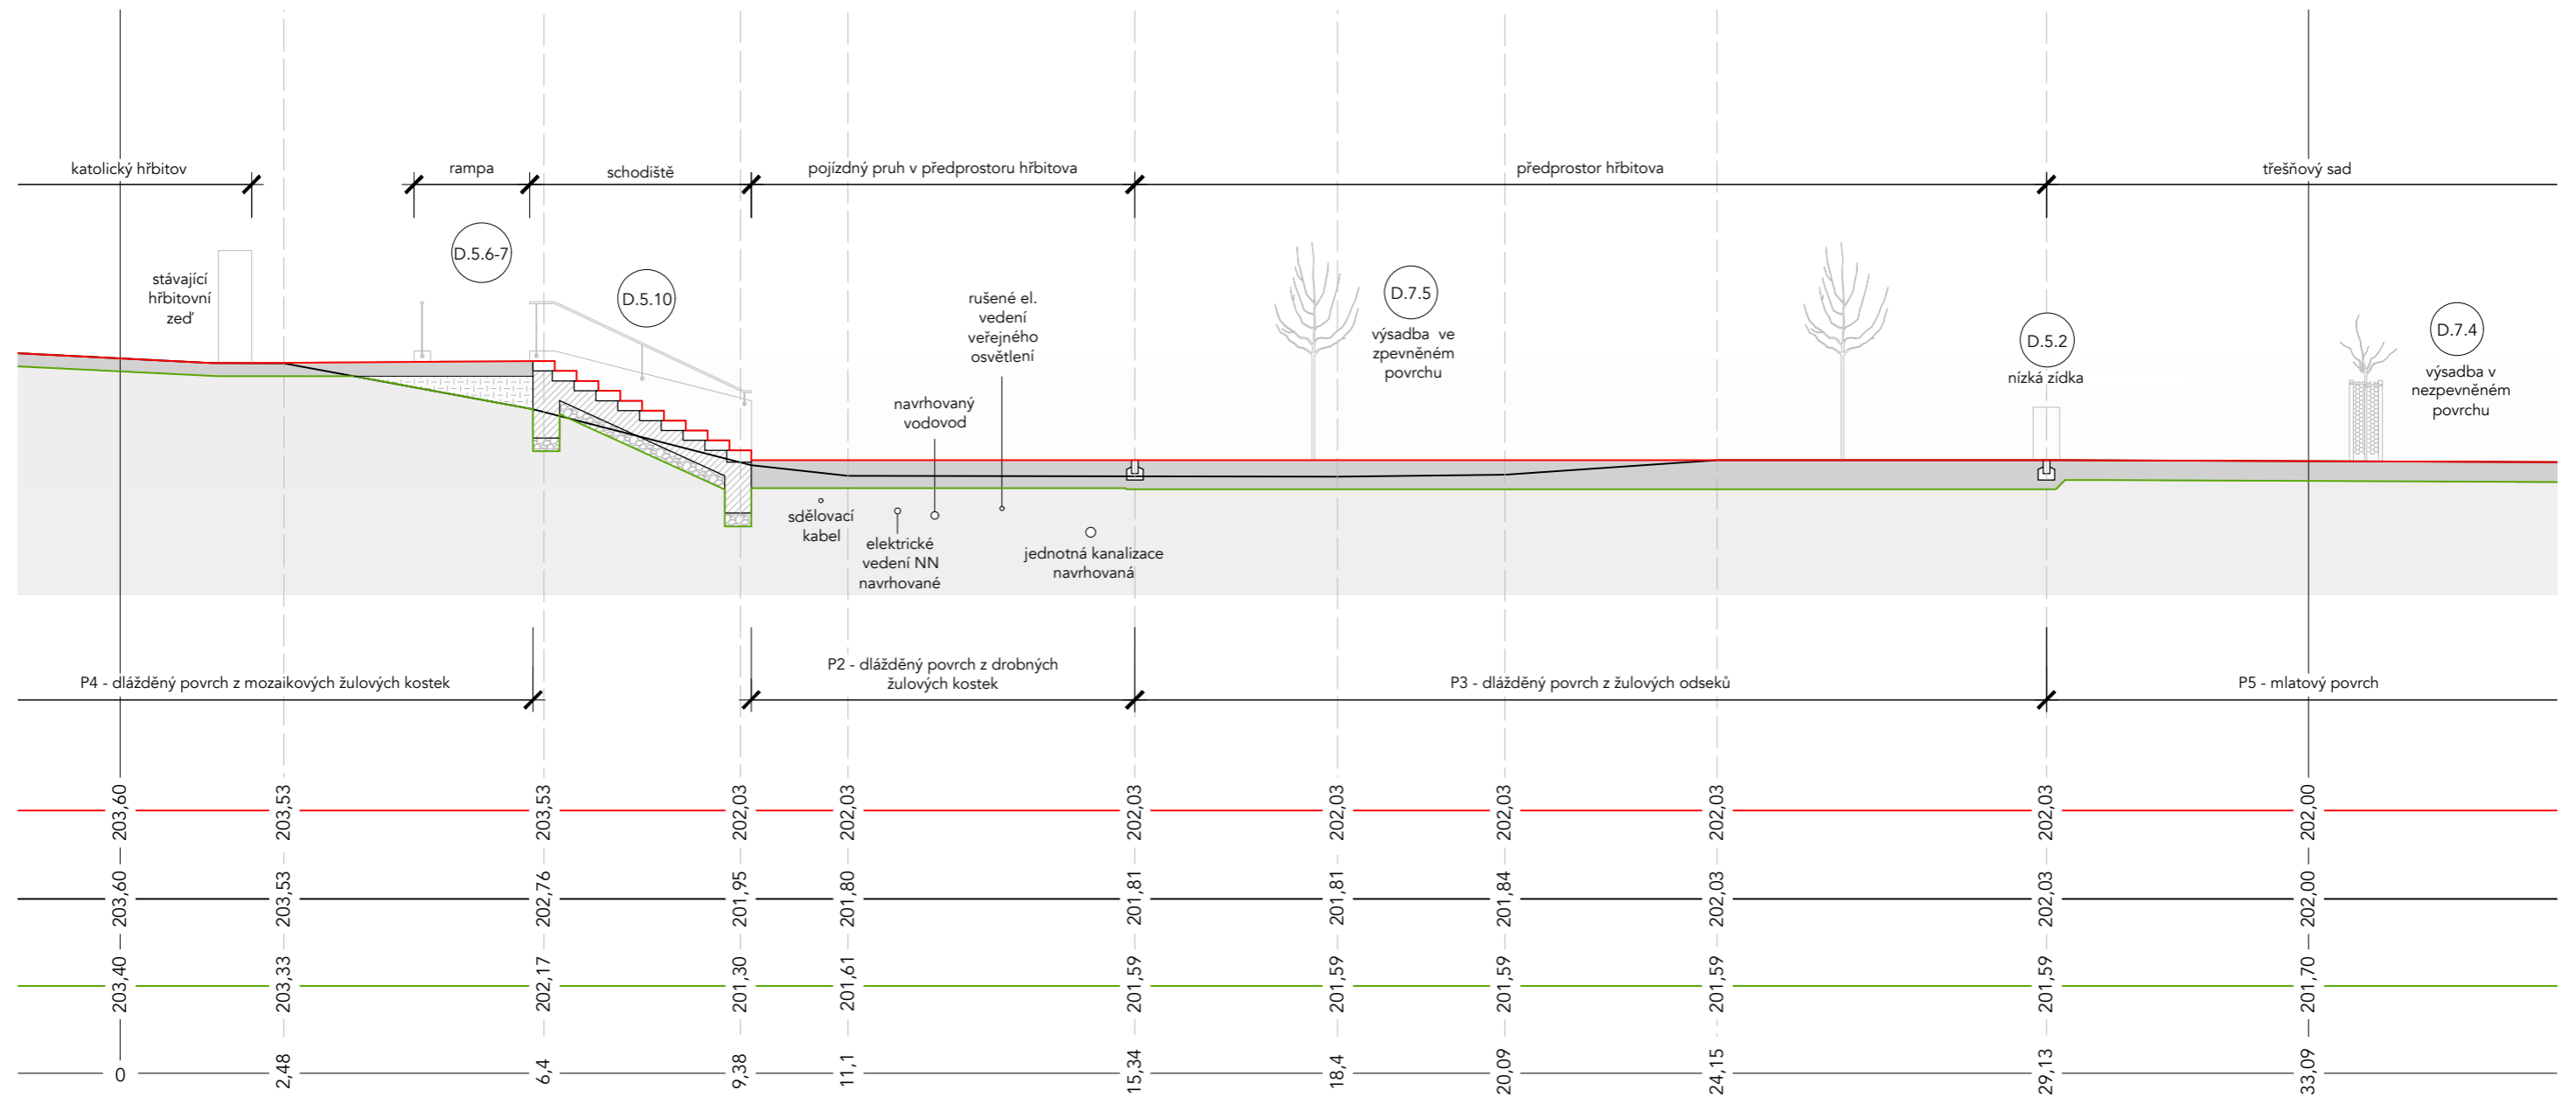 katolický hřbitov
rampa
schodiště
pojízdný pruh v předprostoru hřbitova
předprostor hřbitova
třešňový sad
stávající
hřbitovní
zeď
D.5.6-7
D.5.10
rušené el.
vedení
veřejného
osvětlení
navrhovaný
vodovod
D.7.5
výsadba ve
zpevněném
povrchu
D.5.2
nízká zídka
D.7.4
výsadba v
nezpevněném
povrchu
sdělovací
kabel
elektrické
vedení NN
navrhované
jednotná kanalizace
navrhovaná
P4 - dlážděný povrch z mozaikových žulových kostek
P2 - dlážděný povrch z drobných
žulových kostek
P3 - dlážděný povrch z žulových odseků
P5 - mlatový povrch
203,60 203,53 203,53 202,03 202,03 202,03 202,03 202,03 202,03 202,03 202,00
203,60 203,53 202,76 201,95 201,80 201,81 201,81 201,84 202,03 202,03 202,00
203,40 203,33 202,17 201,30 201,61 201,59 201,59 201,59 201,59 201,59 201,70
0 2,48 6,4 9,38 11,1 15,34 18,4 20,09 24,15 29,13 33,09